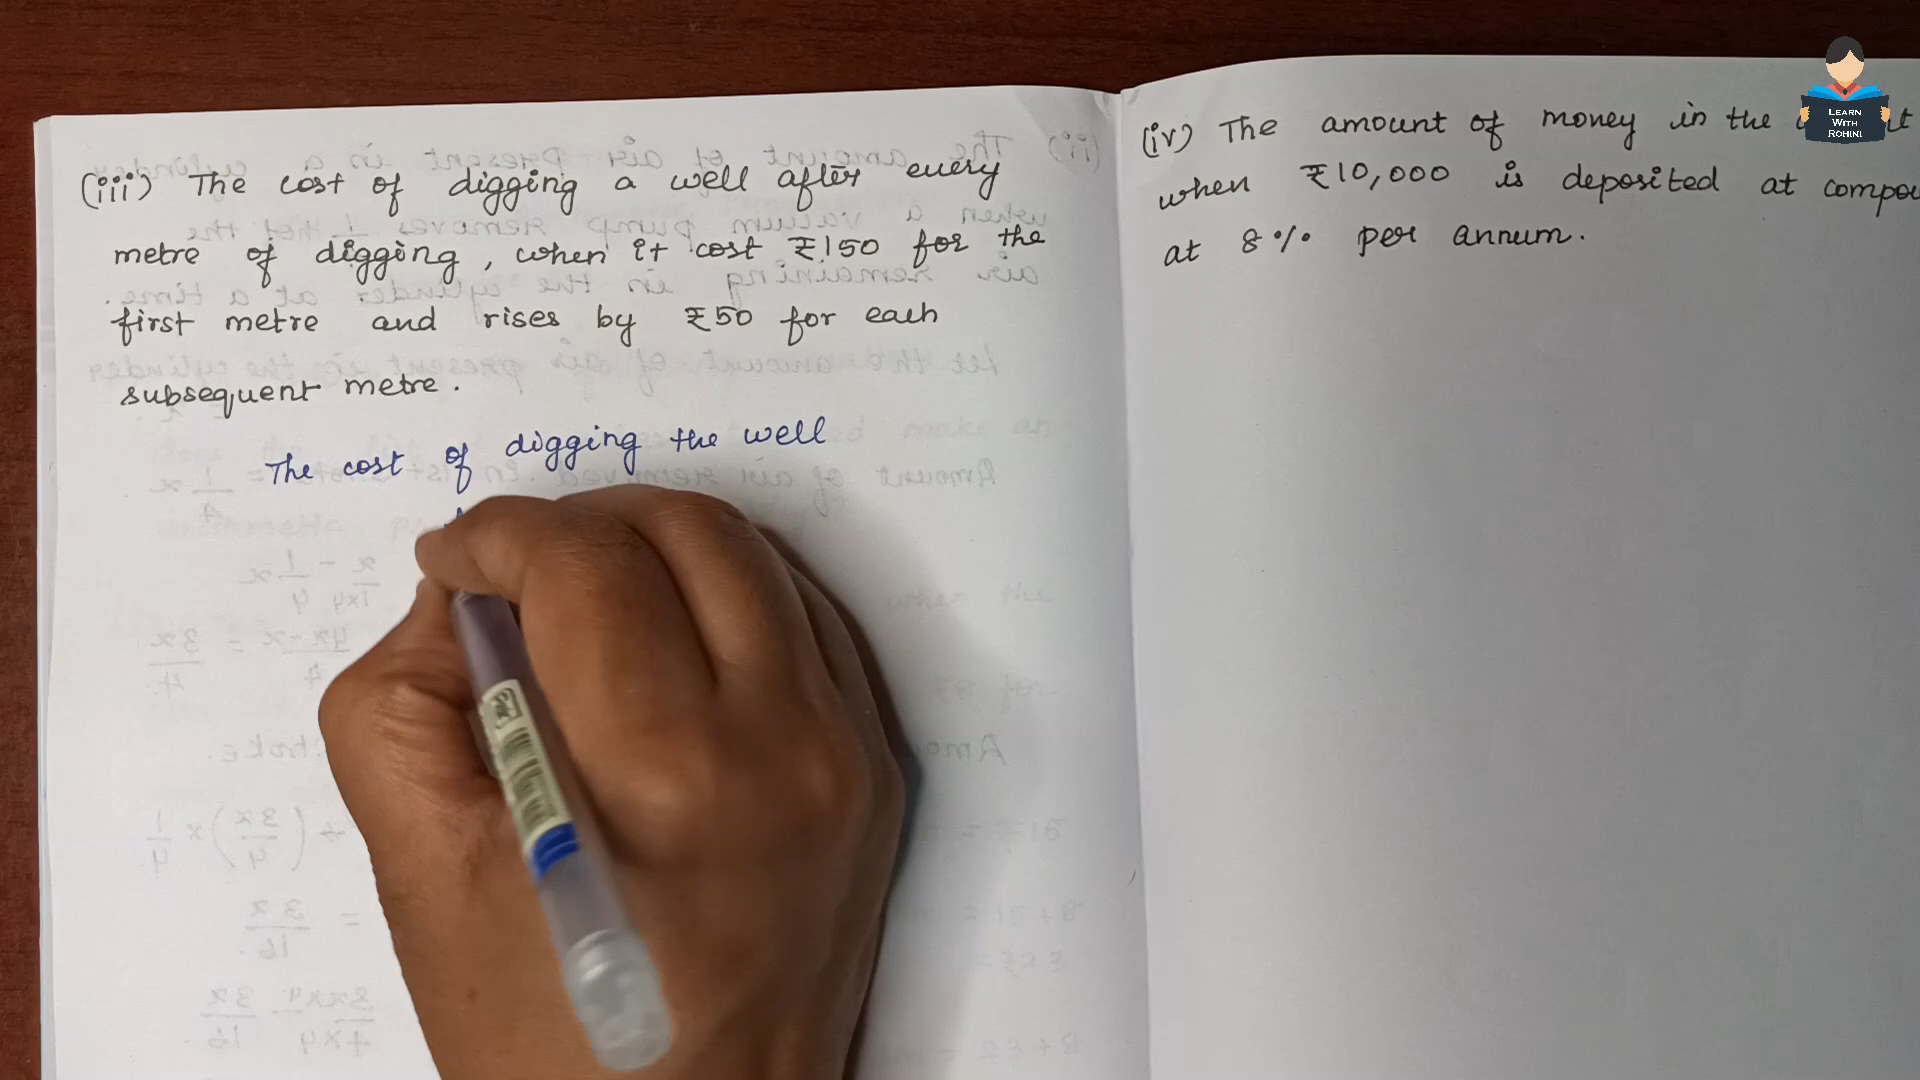 (iii) The cost of digging a well after every
metre of digging, when it cost ₹150 for the
first metre and rises by ₹50 for each
subsequent metre.
The cost of digging the well
(iv) The amount of money in the
when ₹10,000 is deposited at compou
at 8% per annum.
LEARN
WITH
ROHINI